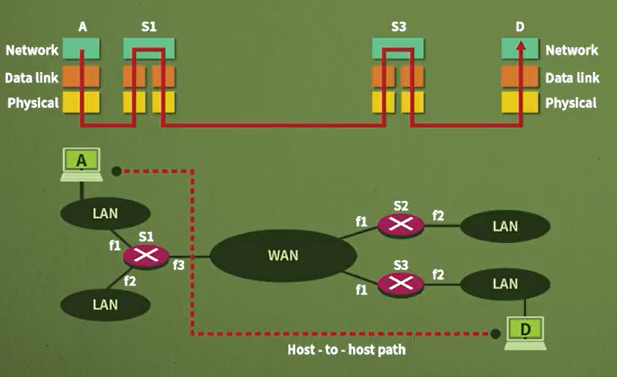 A S1 S3 D
Network Network
Data link Data link
Physical Physical
A
LAN
S1
f1
f2
f3
LAN
WAN
S2
f1
f2
LAN
S3
f1
f2
LAN
D
Host - to - host path